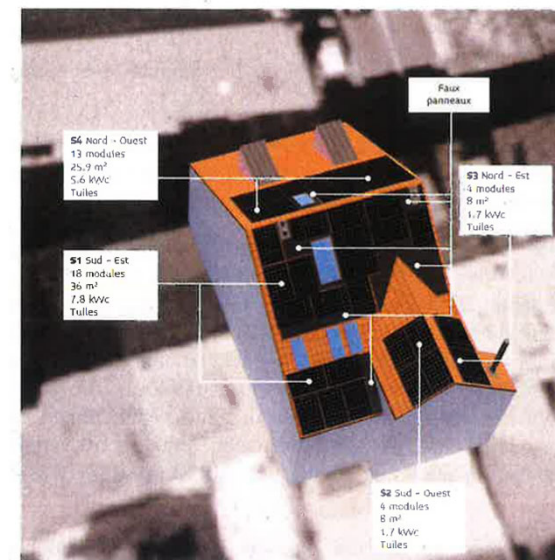 Faux
panneaux
S4 Nord - Ouest
13 modules
25.9 m²
5.6 kWc
Tuiles
S3 Nord - Est
4 modules
8 m²
1.7 kWc
Tuiles
S1 Sud - Est
18 modules
36 m²
7.8 kWc
Tuiles
S2 Sud - Ouest
4 modules
8 m²
1.7 kWc
Tuiles